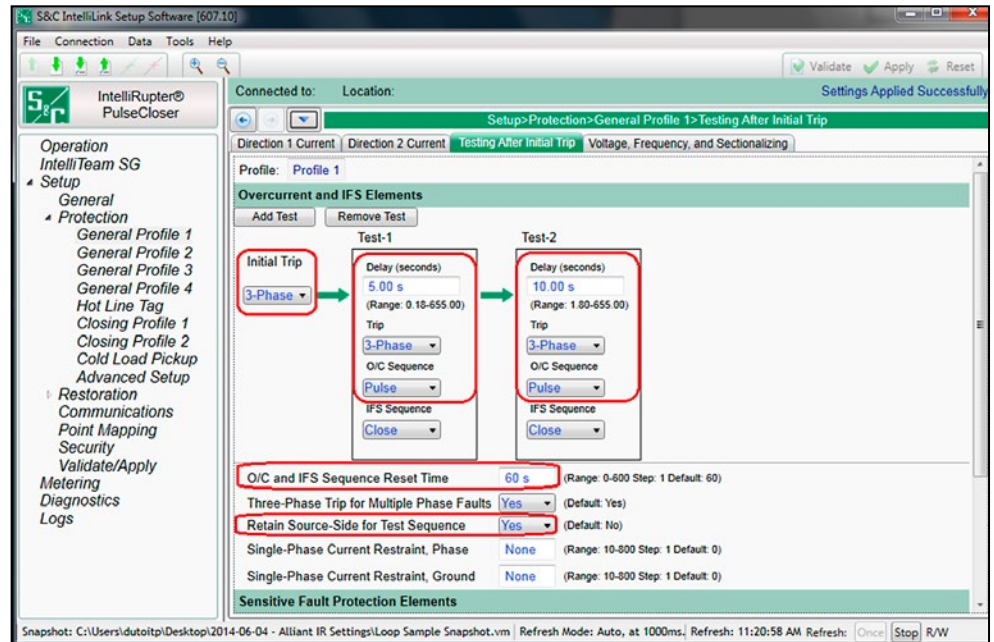 S&C IntelliLink Setup Software [607.10]
File Connection Data Tools Help
Validate Apply Reset
S&C IntelliRupter®
PulseCloser
Connected to: Location: Settings Applied Successfully
Setup>Protection>General Profile 1>Testing After Initial Trip
Direction 1 Current Direction 2 Current Testing After Initial Trip Voltage, Frequency, and Sectionalizing
Operation
IntelliTeam SG
Setup
General
Protection
General Profile 1
General Profile 2
General Profile 3
General Profile 4
Hot Line Tag
Closing Profile 1
Closing Profile 2
Cold Load Pickup
Advanced Setup
Restoration
Communications
Point Mapping
Security
Validate/Apply
Metering
Diagnostics
Logs
Profile: Profile 1
Overcurrent and IFS Elements
Add Test Remove Test
Initial Trip
3-Phase
Test-1
Delay (seconds)
5.00 s
(Range: 0.18-655.00)
Trip
3-Phase
O/C Sequence
Pulse
IFS Sequence
Close
Test-2
Delay (seconds)
10.00 s
(Range: 1.80-655.00)
Trip
3-Phase
O/C Sequence
Pulse
IFS Sequence
Close
O/C and IFS Sequence Reset Time 60 s (Range: 0-600 Step: 1 Default: 60)
Three-Phase Trip for Multiple Phase Faults Yes (Default: Yes)
Retain Source-Side for Test Sequence Yes (Default: No)
Single-Phase Current Restraint, Phase None (Range: 10-800 Step: 1 Default: 0)
Single-Phase Current Restraint, Ground None (Range: 10-800 Step: 1 Default: 0)
Sensitive Fault Protection Elements
Snapshot: C:\Users\dutoitp\Desktop\2014-06-04 - Alliant IR Settings\Loop Sample Snapshot.vm Refresh Mode: Auto, at 1000ms. Refresh: 11:20:58 AM Refresh: Once Stop R/W